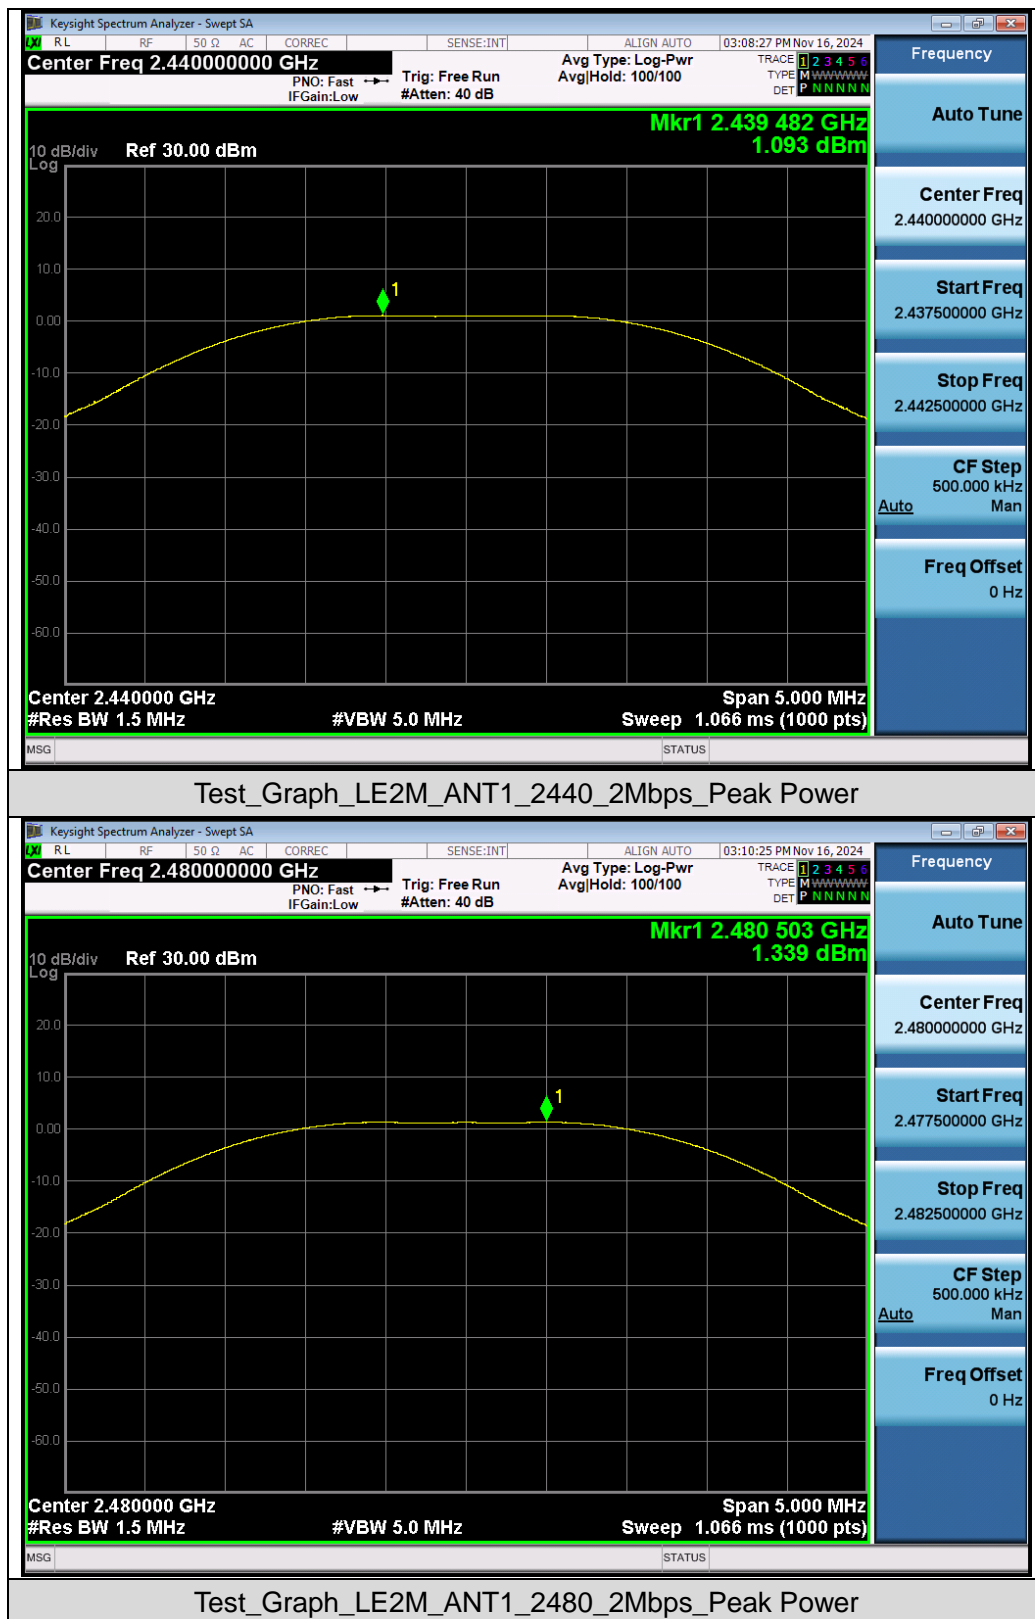 Keysight Spectrum Analyzer - Swept SA
LXI RL RF 50 Ω AC CORREC SENSE:INT ALIGN AUTO 03:08:27 PM Nov 16, 2024
Center Freq 2.440000000 GHz
PNO: Fast
IFGain:Low
Trig: Free Run
#Atten: 40 dB
Avg Type: Log-Pwr
Avg|Hold: 100/100
TRACE 1 2 3 4 5 6
TYPE M WWWWW
DET P N N N N N
Mkr1 2.439 482 GHz
1.093 dBm
10 dB/div Ref 30.00 dBm
Log
20.0
10.0
1
0.00
-10.0
-20.0
-30.0
-40.0
-50.0
-60.0
Center 2.440000 GHz Span 5.000 MHz
#Res BW 1.5 MHz #VBW 5.0 MHz Sweep 1.066 ms (1000 pts)
MSG STATUS
Frequency
Auto Tune
Center Freq
2.440000000 GHz
Start Freq
2.437500000 GHz
Stop Freq
2.442500000 GHz
CF Step
500.000 kHz
Auto Man
Freq Offset
0 Hz
Test_Graph_LE2M_ANT1_2440_2Mbps_Peak Power
Keysight Spectrum Analyzer - Swept SA
LXI RL RF 50 Ω AC CORREC SENSE:INT ALIGN AUTO 03:10:25 PM Nov 16, 2024
Center Freq 2.480000000 GHz
PNO: Fast
IFGain:Low
Trig: Free Run
#Atten: 40 dB
Avg Type: Log-Pwr
Avg|Hold: 100/100
TRACE 1 2 3 4 5 6
TYPE M WWWWW
DET P N N N N N
Mkr1 2.480 503 GHz
1.339 dBm
10 dB/div Ref 30.00 dBm
Log
20.0
10.0
1
0.00
-10.0
-20.0
-30.0
-40.0
-50.0
-60.0
Center 2.480000 GHz Span 5.000 MHz
#Res BW 1.5 MHz #VBW 5.0 MHz Sweep 1.066 ms (1000 pts)
MSG STATUS
Frequency
Auto Tune
Center Freq
2.480000000 GHz
Start Freq
2.477500000 GHz
Stop Freq
2.482500000 GHz
CF Step
500.000 kHz
Auto Man
Freq Offset
0 Hz
Test_Graph_LE2M_ANT1_2480_2Mbps_Peak Power